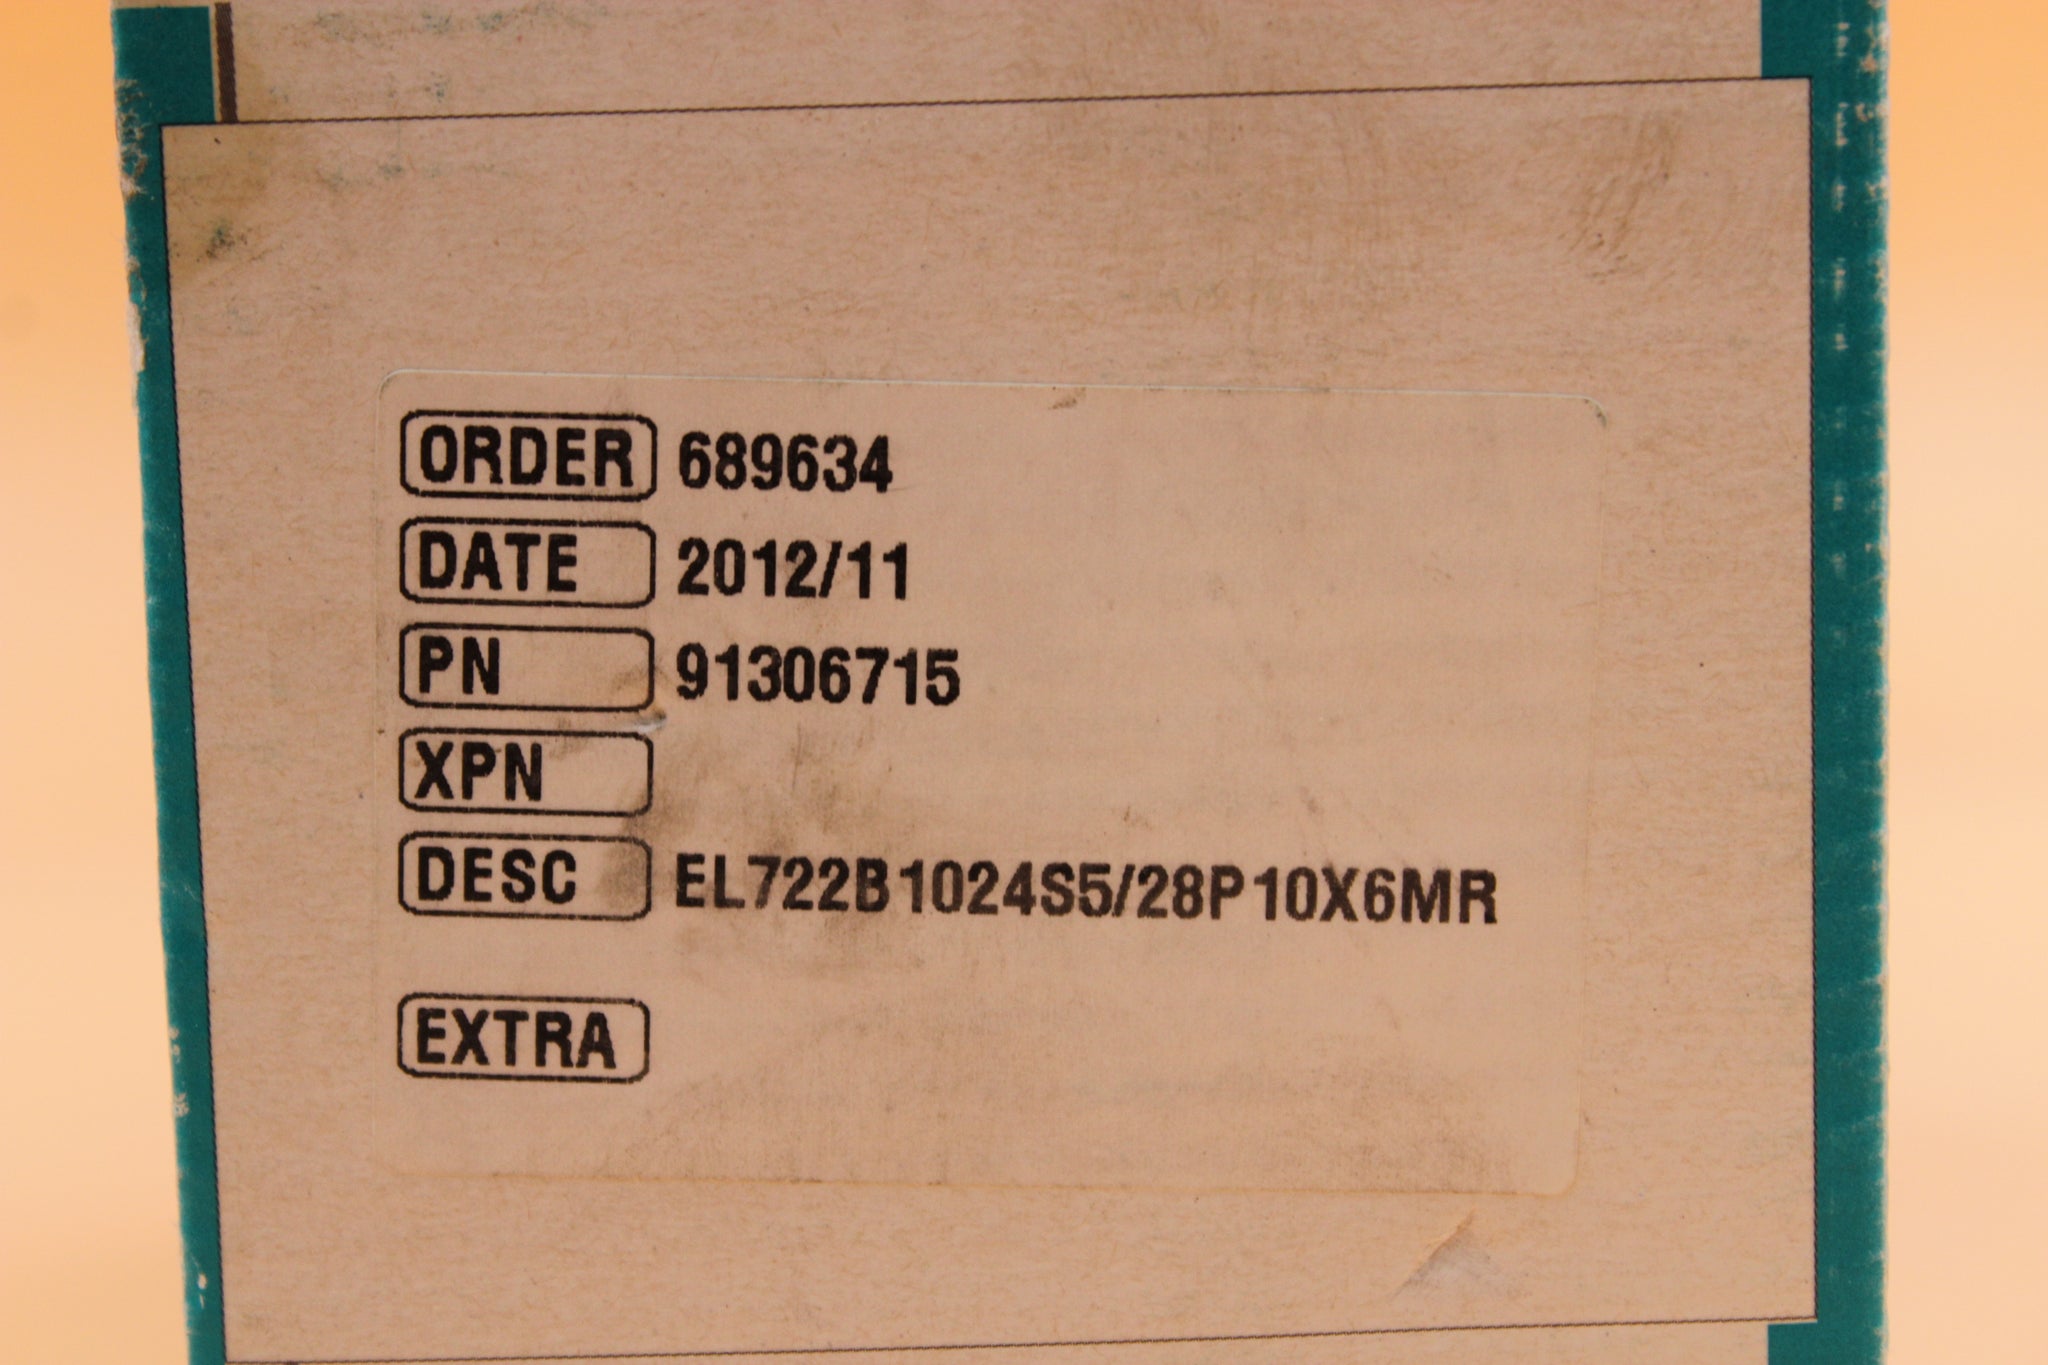 ORDER 689634
DATE 2012/11
PN 91306715
XPN
DESC EL722B1024S5/28P10X6MR
EXTRA